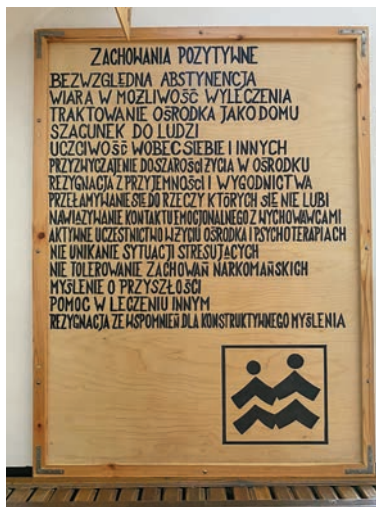 ZACHOWANIA POZYTYWNE
BEZWZGLĘDNA ABSTYNENCJA
WIARA W MOŻLIWOŚĆ WYLECZENIA
TRAKTOWANIE OŚRODKA JAKO DOMU
SZACUNEK DO LUDZI
UCZCIWOŚĆ WOBEC SIEBIE I INNYCH
PRZYZWYCZAJENIE DO SZAROŚCI ŻYCIA W OŚRODKU
REZYGNACJA Z PRZYJEMNOŚCI I WYGODNICTWA
PRZEŁAMYWANIE SIĘ DO RZECZY KTÓRYCH SIĘ NIE LUBI
NAWIĄZYWANIE KONTAKTU EMOCJONALNEGO Z WYCHOWAWCAMI
AKTYWNE UCZESTNICTWO W ŻYCIU OŚRODKA I PSYCHOTERAPIACH
NIE UNIKANIE SYTUACJI STRESUJĄCYCH
NIE TOLEROWANIE ZACHOWAŃ NARKOMAŃSKICH
MYŚLENIE O PRZYSZŁOŚCI
POMOC W LECZENIU INNYM
REZYGNACJA ZE WSPOMNIEŃ DLA KONSTRUKTYWNEGO MYŚLENIA